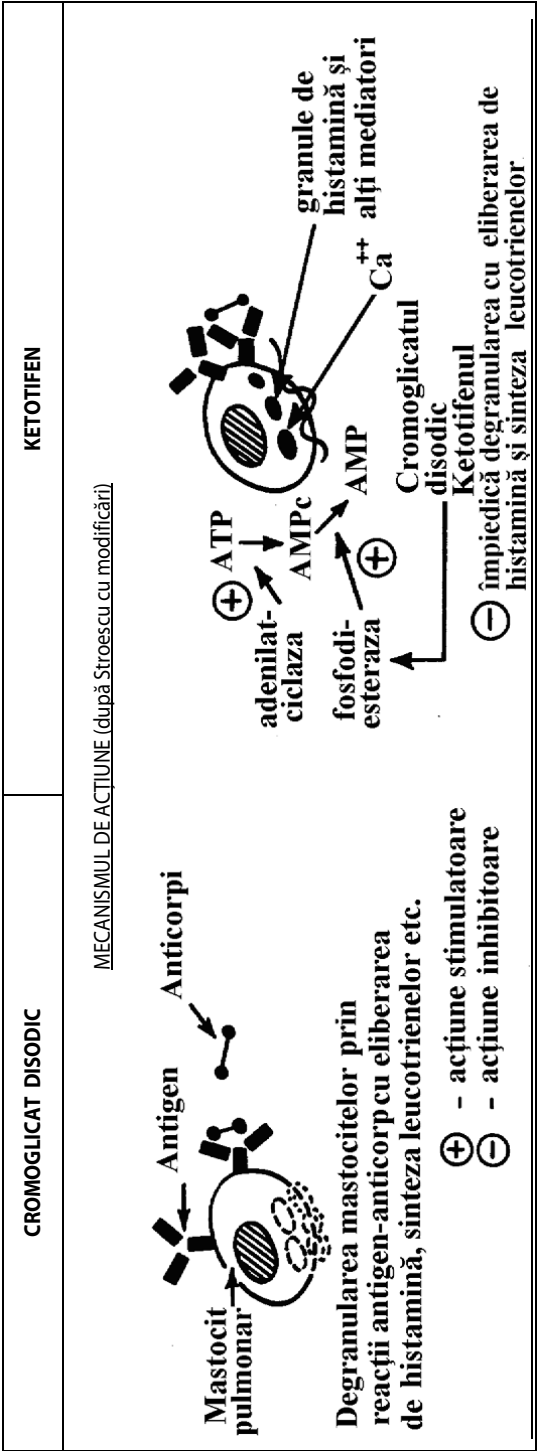 CROMOGLICAT DISODIC
KETOTIFEN
MECANISMUL DE ACȚIUNE (după Stroescu cu modificări)
Antigen
Anticorpi
Mastocit
pulmonar
Degranularea mastocitelor prin
reacții antigen-anticorp cu eliberarea
de histamină, sinteza leucotrienelor etc.
+ - acțiune stimulatoare
− - acțiune inhibitoare
+
ATP
adenilat-
ciclaza
AMPc
fosfodi-
esteraza
+
AMP
granule de
histamină și
alți mediatori
Ca++
Cromoglicatul
disodic
Ketotifenul
− împiedică degranularea cu eliberarea de
histamină și sinteza leucotrienelor